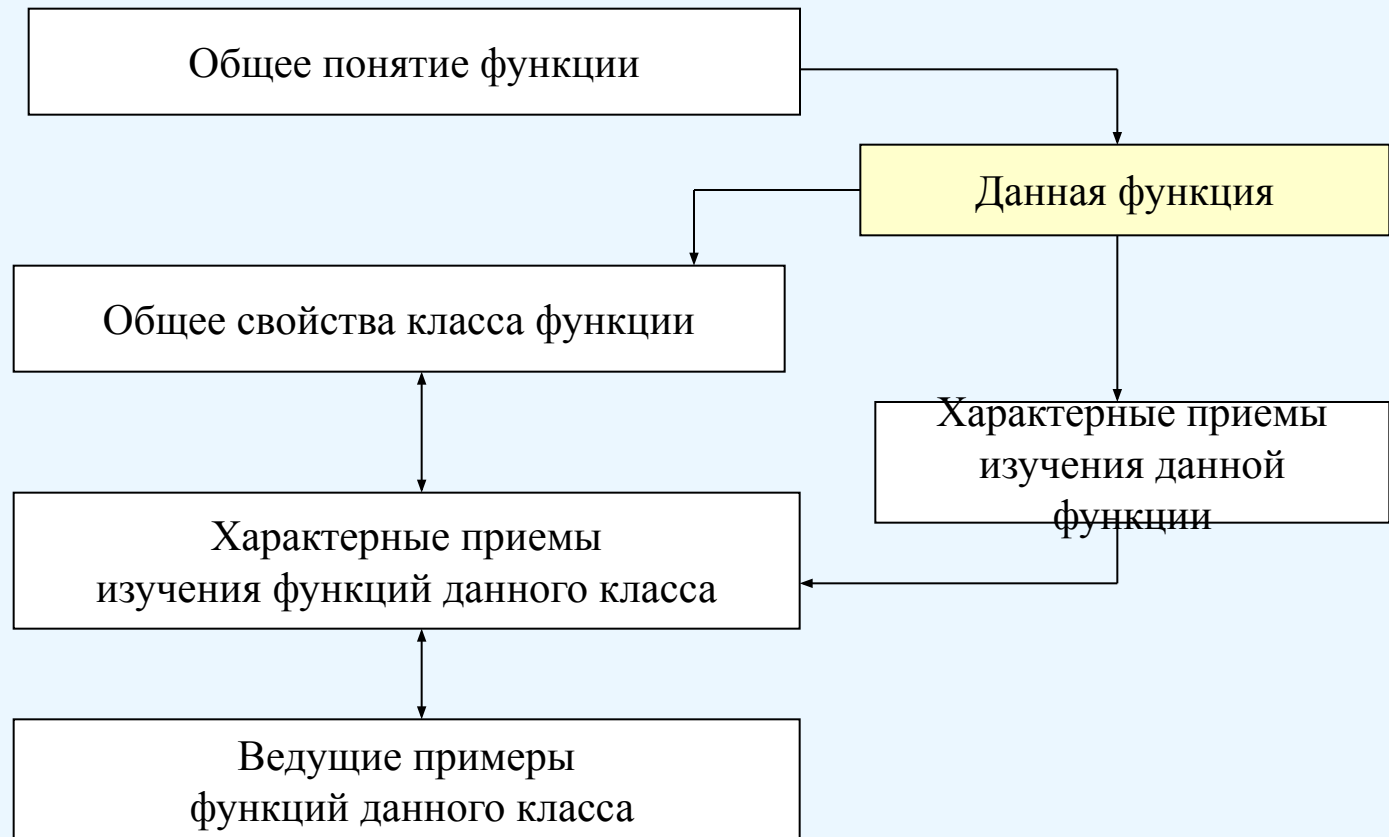 Общее понятие функции
Данная функция
Общее свойства класса функции
Характерные приемы
изучения данной
функции
Характерные приемы
изучения функций данного класса
Ведущие примеры
функций данного класса